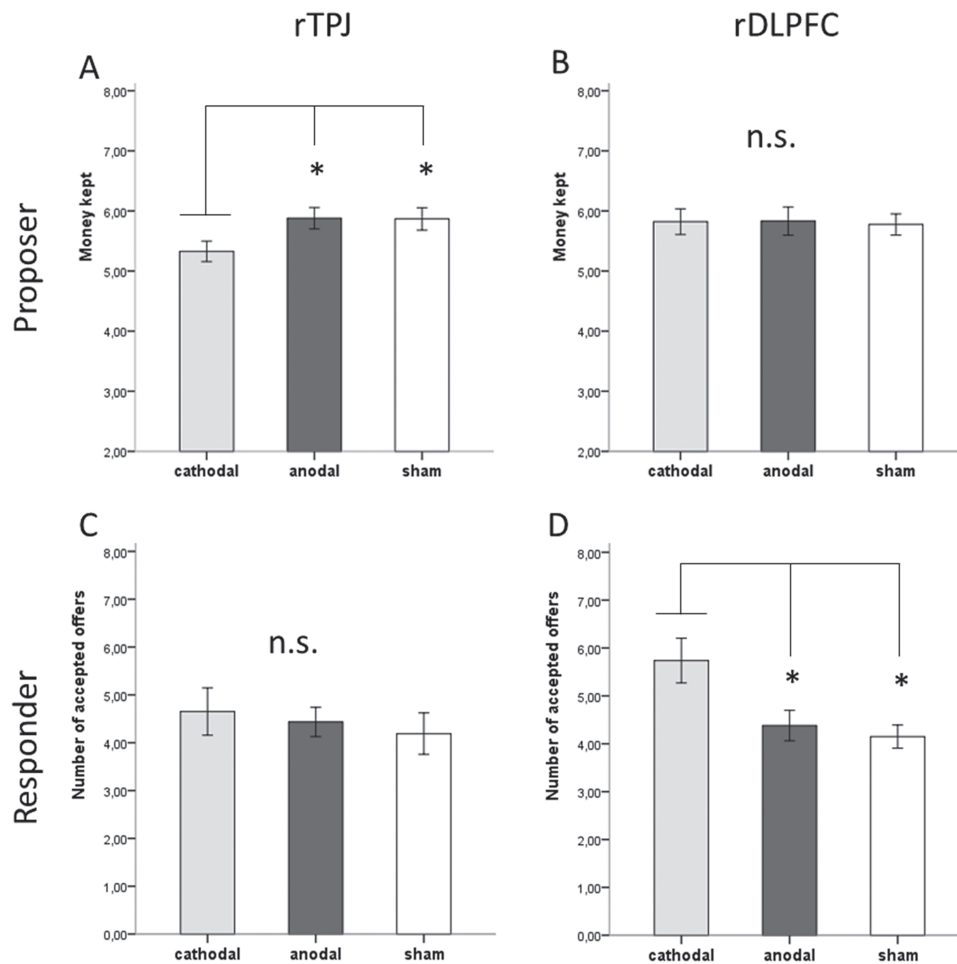 rTPJ
rDLPFC
Proposer
A
Money kept
8,00
7,00
6,00
5,00
4,00
3,00
2,00
*
*
cathodal
anodal
sham
B
Money kept
8,00
7,00
6,00
5,00
4,00
3,00
2,00
n.s.
cathodal
anodal
sham
Responder
C
Number of accepted offers
8,00
7,00
6,00
5,00
4,00
3,00
2,00
1,00
0,00
n.s.
cathodal
anodal
sham
D
Number of accepted offers
8,00
7,00
6,00
5,00
4,00
3,00
2,00
1,00
0,00
*
*
cathodal
anodal
sham